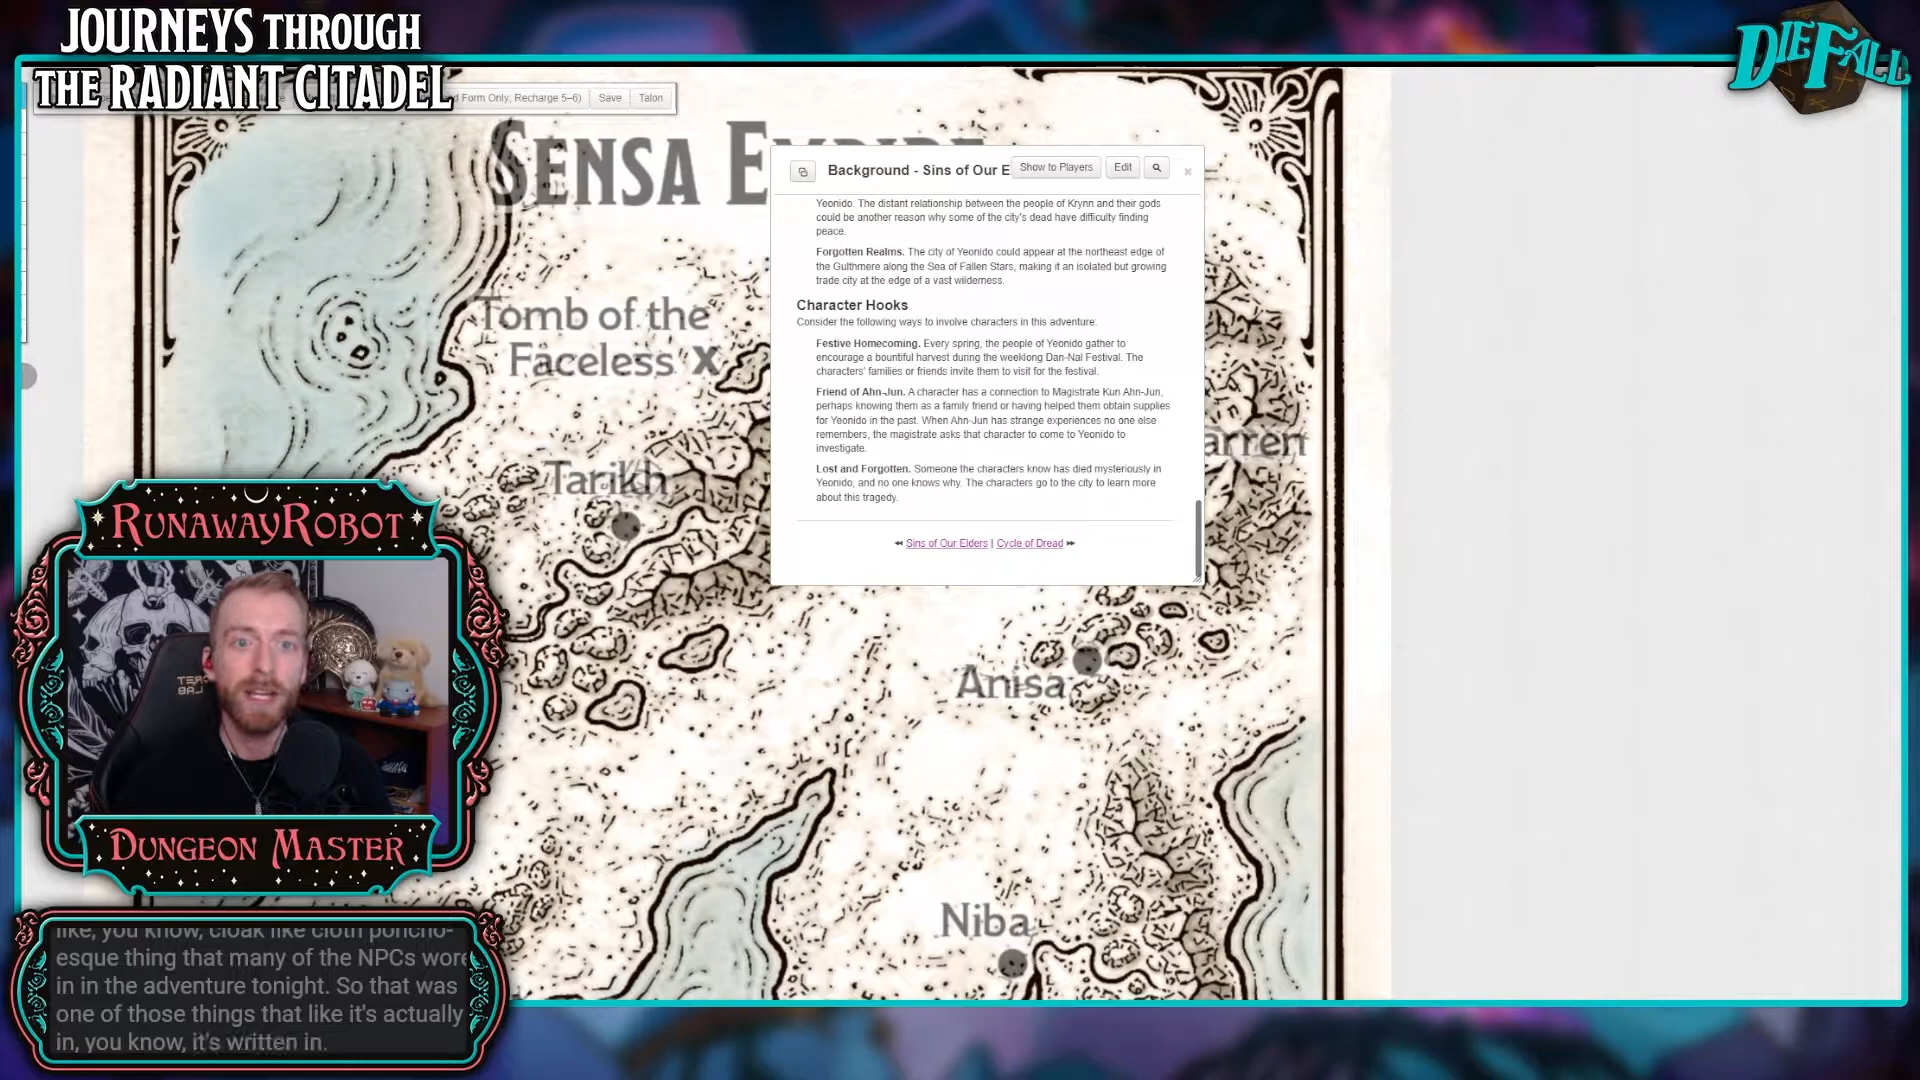 JOURNEYS THROUGH
THE RADIANT CITADEL
DIEFALL
d Form Only, Recharge 5–6)
Save
Talon
SENSA EMPIRE
Background - Sins of Our E
Show to Players
Edit
Yeonido. The distant relationship between the people of Krynn and their gods
could be another reason why some of the city's dead have difficulty finding
peace.
Forgotten Realms. The city of Yeonido could appear at the northeast edge of
the Gulthmere along the Sea of Fallen Stars, making it an isolated but growing
trade city at the edge of a vast wilderness.
Character Hooks
Consider the following ways to involve characters in this adventure:
Festive Homecoming. Every spring, the people of Yeonido gather to
encourage a bountiful harvest during the weeklong Dan-Nal Festival. The
characters' families or friends invite them to visit for the festival.
Friend of Ahn-Jun. A character has a connection to Magistrate Kun Ahn-Jun,
perhaps knowing them as a family friend or having helped them obtain supplies
for Yeonido in the past. When Ahn-Jun has strange experiences no one else
remembers, the magistrate asks that character to come to Yeonido to
investigate.
Lost and Forgotten. Someone the characters know has died mysteriously in
Yeonido, and no one knows why. The characters go to the city to learn more
about this tragedy.
Sins of Our Elders | Cycle of Dread
Tomb of the
Faceless X
Tarikh
arren
Anisa
Niba
RUNAWAYROBOT
SECRET
LAB
DUNGEON MASTER
like, you know, cloak like cloth poncho-
esque thing that many of the NPCs wore
in in the adventure tonight. So that was
one of those things that like it's actually
in, you know, it's written in.